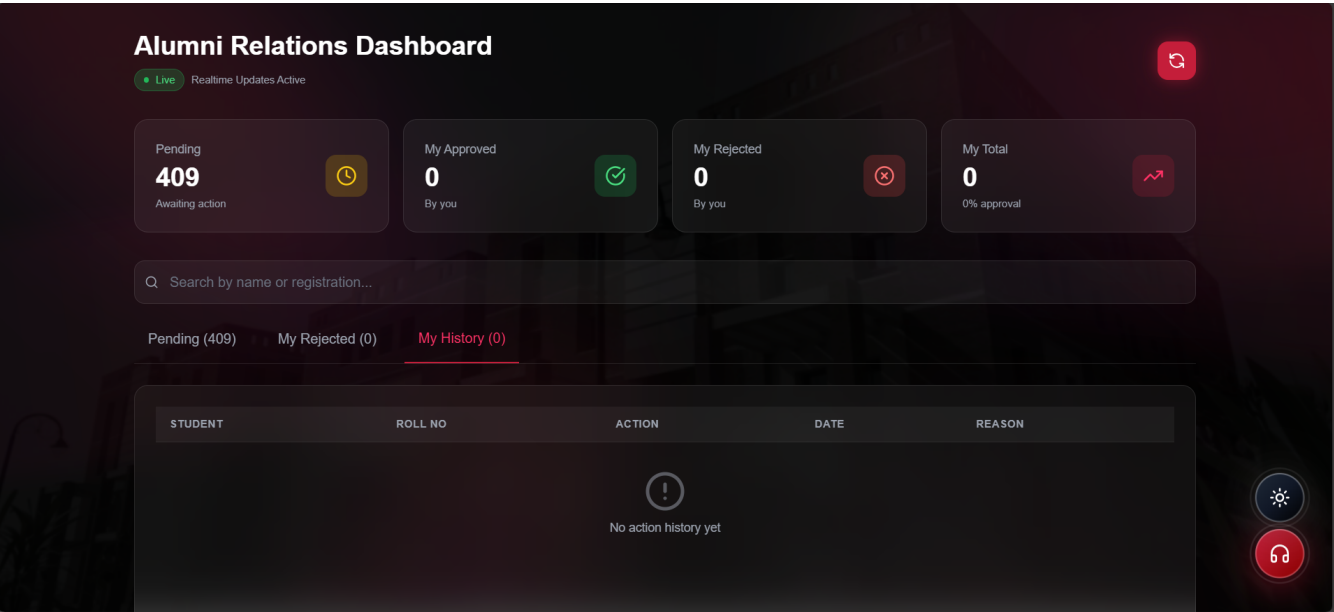 Alumni Relations Dashboard
Live Realtime Updates Active
Pending
409
Awaiting action
My Approved
0
By you
My Rejected
0
By you
My Total
0
0% approval
Search by name or registration...
Pending (409) My Rejected (0) My History (0)
STUDENT ROLL NO ACTION DATE REASON
No action history yet